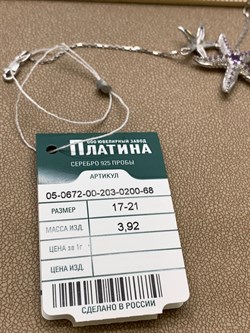 ООО ЮВЕЛИРНЫЙ ЗАВОД
ПЛАТИНА
СЕРЕБРО 925 ПРОБЫ
АРТИКУЛ
05-0672-00-203-0200-68
РАЗМЕР 17-21
МАССА ИЗД. 3,92
ЦЕНА за 1г
ЦЕНА ИЗД.
СДЕЛАНО В РОССИИ